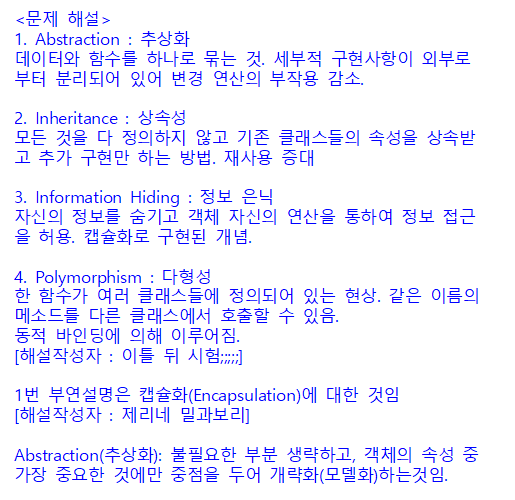 <문제 해설>
1. Abstraction : 추상화
데이터와 함수를 하나로 묶는 것. 세부적 구현사항이 외부로
부터 분리되어 있어 변경 연산의 부작용 감소.
2. Inheritance : 상속성
모든 것을 다 정의하지 않고 기존 클래스들의 속성을 상속받
고 추가 구현만 하는 방법. 재사용 증대
3. Information Hiding : 정보 은닉
자신의 정보를 숨기고 객체 자신의 연산을 통하여 정보 접근
을 허용. 캡슐화로 구현된 개념.
4. Polymorphism : 다형성
한 함수가 여러 클래스들에 정의되어 있는 현상. 같은 이름의
메소드를 다른 클래스에서 호출할 수 있음.
동적 바인딩에 의해 이루어짐.
[해설작성자 : 이틀 뒤 시험;;;;;]
1번 부연설명은 캡슐화(Encapsulation)에 대한 것임
[해설작성자 : 제리네 밀과보리]
Abstraction(추상화): 불필요한 부분 생략하고, 객체의 속성 중
가장 중요한 것에만 중점을 두어 개략화(모델화)하는것임.